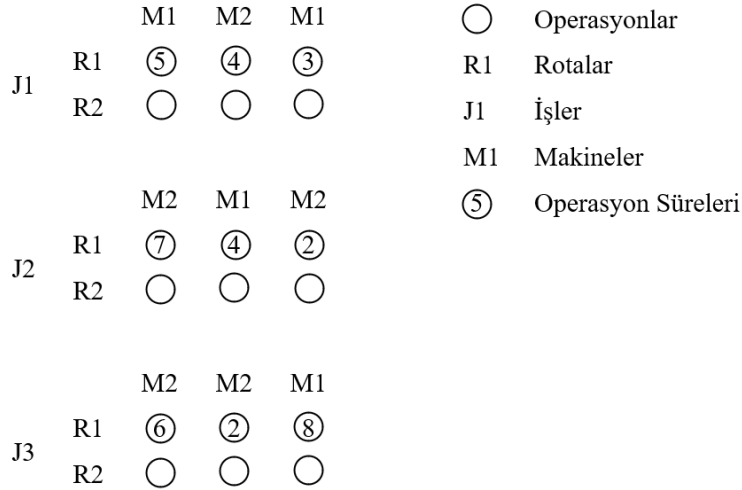 M1 M2 M1
J1
R1 5 4 3
R2
M2 M1 M2
J2
R1 7 4 2
R2
M2 M2 M1
J3
R1 6 2 8
R2
Operasyonlar
R1 Rotalar
J1 İşler
M1 Makineler
5 Operasyon Süreleri